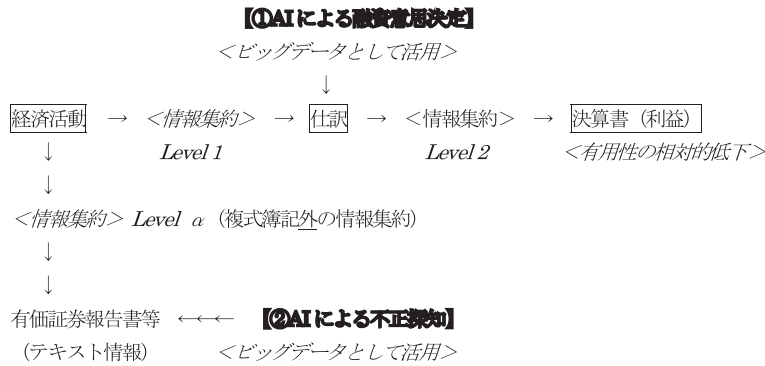 【①AIによる融資意思決定】
＜ビッグデータとして活用＞
↓
経済活動 → ＜情報集約＞ → 仕訳 → ＜情報集約＞ → 決算書（利益）
↓ Level 1 Level 2 ＜有用性の相対的低下＞
↓
＜情報集約＞ Level α（複式簿記外の情報集約）
↓
↓
有価証券報告書等 ←←← 【②AIによる不正探知】
（テキスト情報） ＜ビッグデータとして活用＞